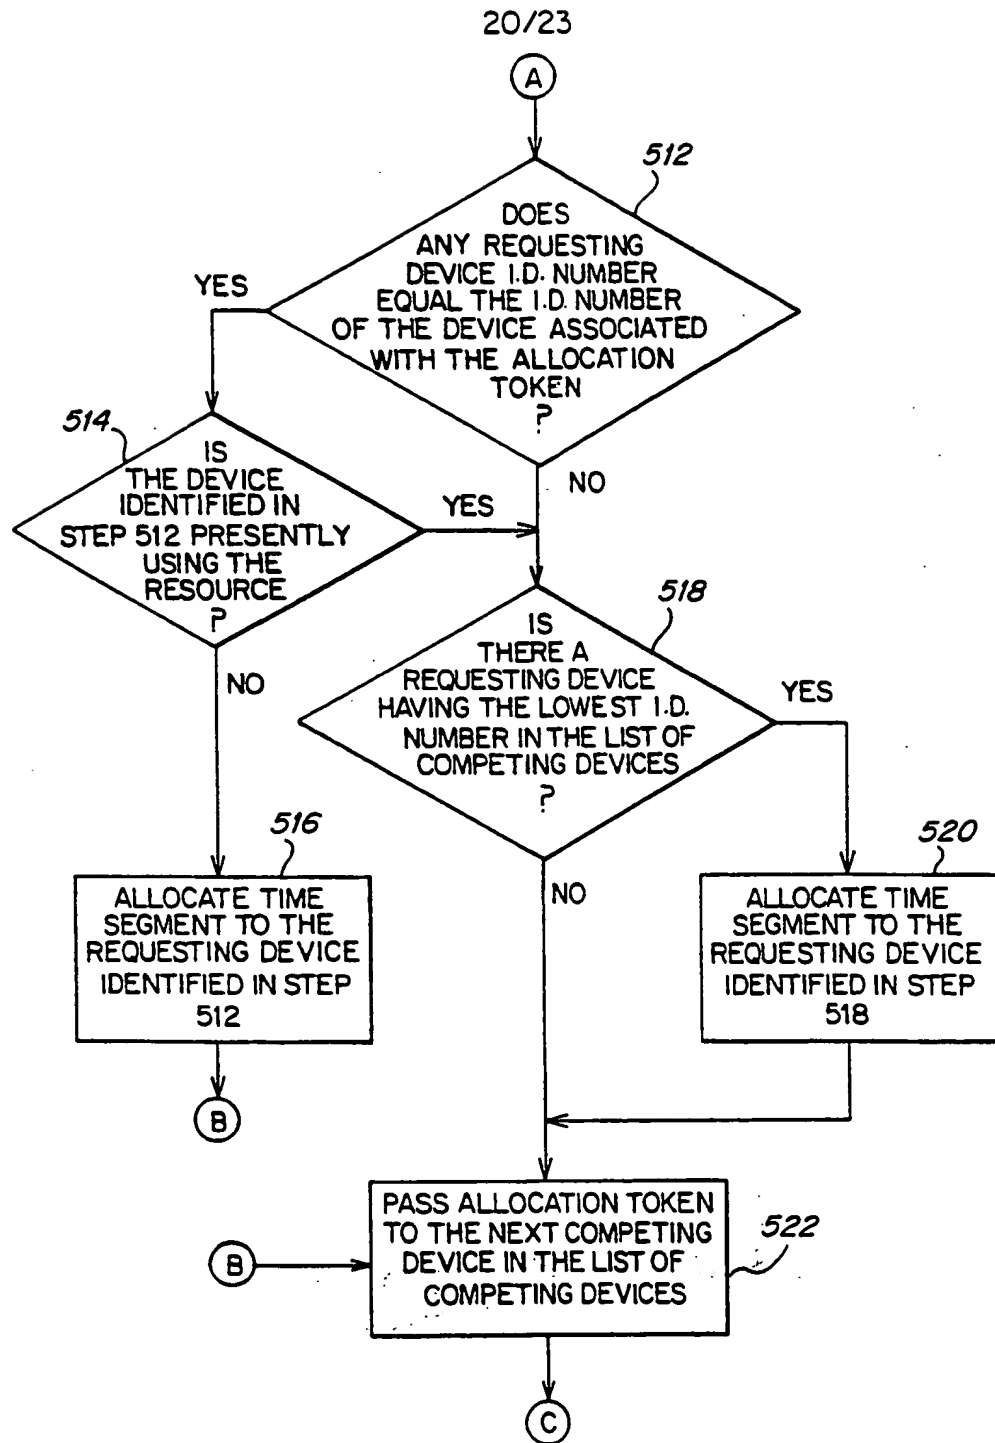 20/23
A
512
DOES
ANY REQUESTING
DEVICE I.D. NUMBER
EQUAL THE I.D. NUMBER
OF THE DEVICE ASSOCIATED
WITH THE ALLOCATION
TOKEN
?
YES
NO
514
IS
THE DEVICE
IDENTIFIED IN
STEP 512 PRESENTLY
USING THE
RESOURCE
?
YES
NO
518
IS
THERE A
REQUESTING DEVICE
HAVING THE LOWEST I.D.
NUMBER IN THE LIST OF
COMPETING DEVICES
?
YES
NO
516
ALLOCATE TIME
SEGMENT TO THE
REQUESTING DEVICE
IDENTIFIED IN STEP
512
B
520
ALLOCATE TIME
SEGMENT TO THE
REQUESTING DEVICE
IDENTIFIED IN STEP
518
B
522
PASS ALLOCATION TOKEN
TO THE NEXT COMPETING
DEVICE IN THE LIST OF
COMPETING DEVICES
C